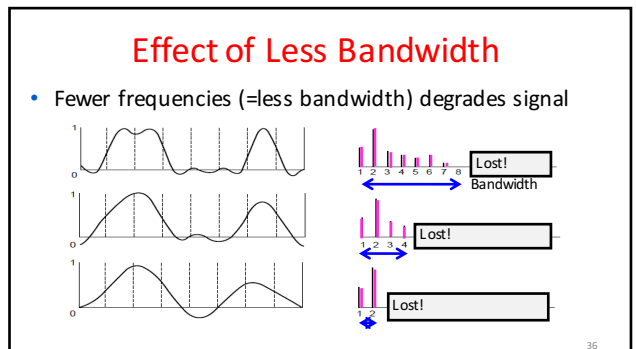 Effect of Less Bandwidth
• Fewer frequencies (=less bandwidth) degrades signal
1
0
1 2 3 4 5 6 7 8
Lost!
Bandwidth
1
0
1 2 3 4
Lost!
1
0
1 2
Lost!
36